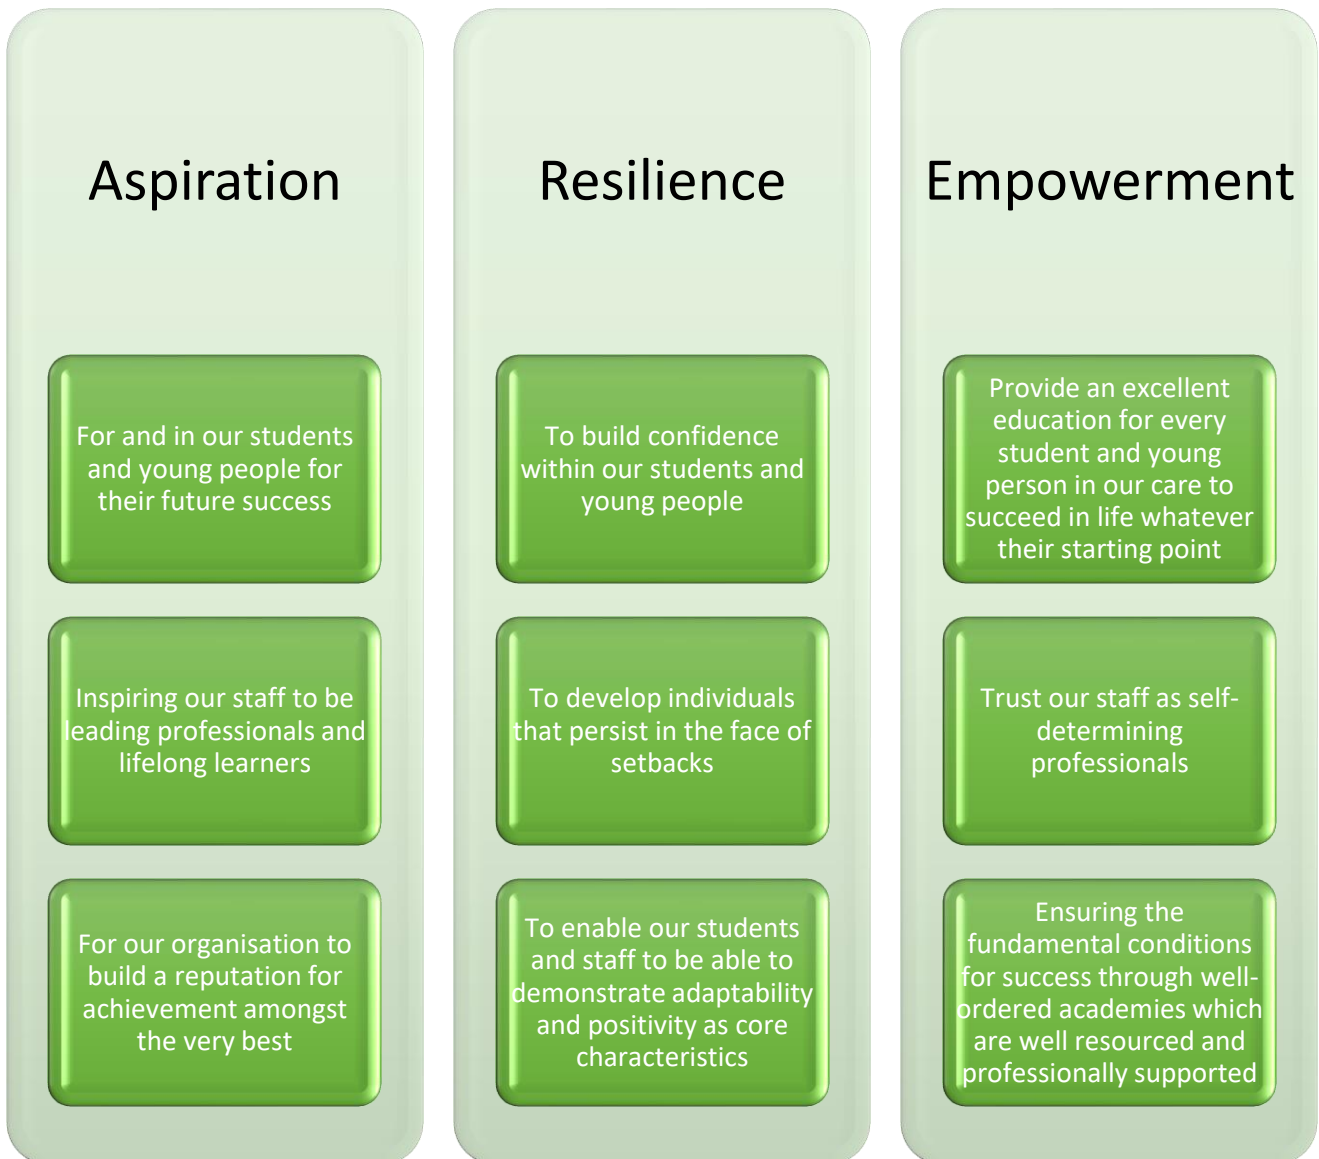 Aspiration
For and in our students
and young people for
their future success
Inspiring our staff to be
leading professionals and
lifelong learners
For our organisation to
build a reputation for
achievement amongst
the very best
Resilience
To build confidence
within our students and
young people
To develop individuals
that persist in the face of
setbacks
To enable our students
and staff to be able to
demonstrate adaptability
and positivity as core
characteristics
Empowerment
Provide an excellent
education for every
student and young
person in our care to
succeed in life whatever
their starting point
Trust our staff as self-
determining
professionals
Ensuring the
fundamental conditions
for success through well-
ordered academies which
are well resourced and
professionally supported